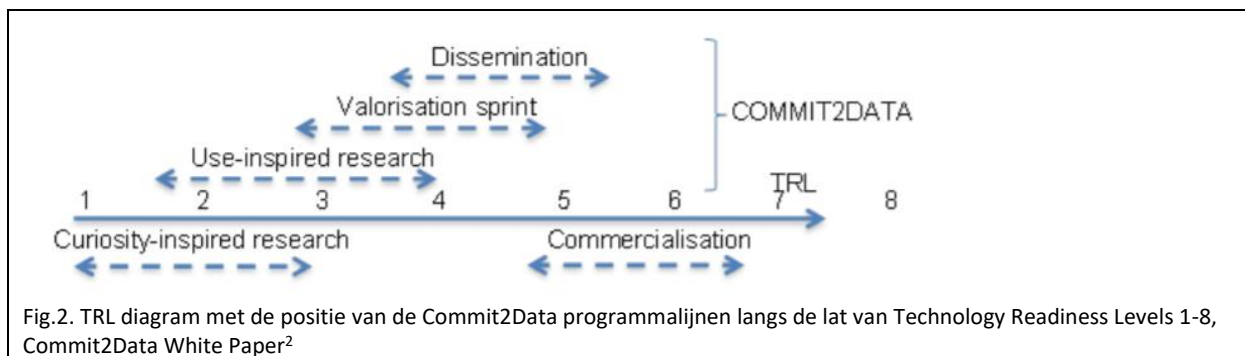 Dissemination
Valorisation sprint
COMMIT2DATA
Use-inspired research
TRL
1 2 3 4 5 6 7 8
Curiosity-inspired research Commercialisation
Fig.2. TRL diagram met de positie van de Commit2Data programmalijnen langs de lat van Technology Readiness Levels 1-8,
Commit2Data White Paper²